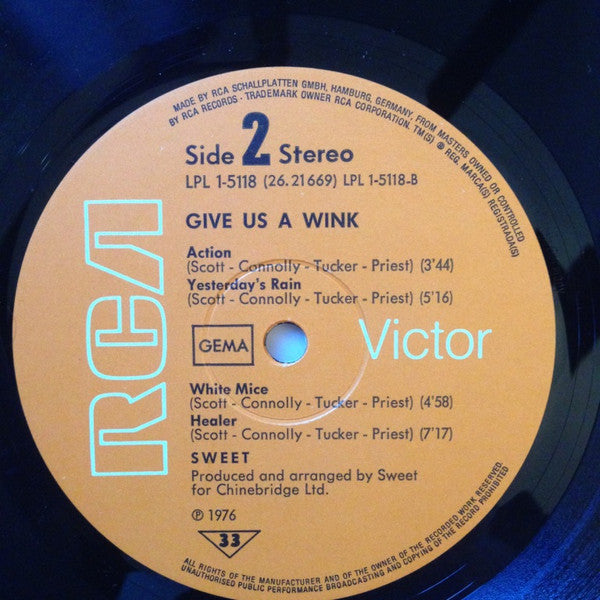 MADE BY RCA SCHALLPLATTEN GMBH, HAMBURG, GERMANY, FROM MASTERS OWNED OR CONTROLLED
BY RCA RECORDS - TRADEMARK OWNER RCA CORPORATION. TM(S) ® REG. MARCA(S) REGISTRADA(S)
Side 2 Stereo
LPL 1-5118 (26.21669) LPL 1-5118-B
GIVE US A WINK
Action
(Scott - Connolly - Tucker - Priest) (3'44)
Yesterday's Rain
(Scott - Connolly - Tucker - Priest) (5'16)
RCA
GEMA
Victor
White Mice
(Scott - Connolly - Tucker - Priest) (4'58)
Healer
(Scott - Connolly - Tucker - Priest) (7'17)
SWEET
Produced and arranged by Sweet
for Chinebridge Ltd.
℗ 1976
33
ALL RIGHTS OF THE MANUFACTURER AND OF THE OWNER OF THE RECORDED WORK RESERVED.
UNAUTHORISED PUBLIC PERFORMANCE BROADCASTING AND COPYING OF THE RECORD PROHIBITED